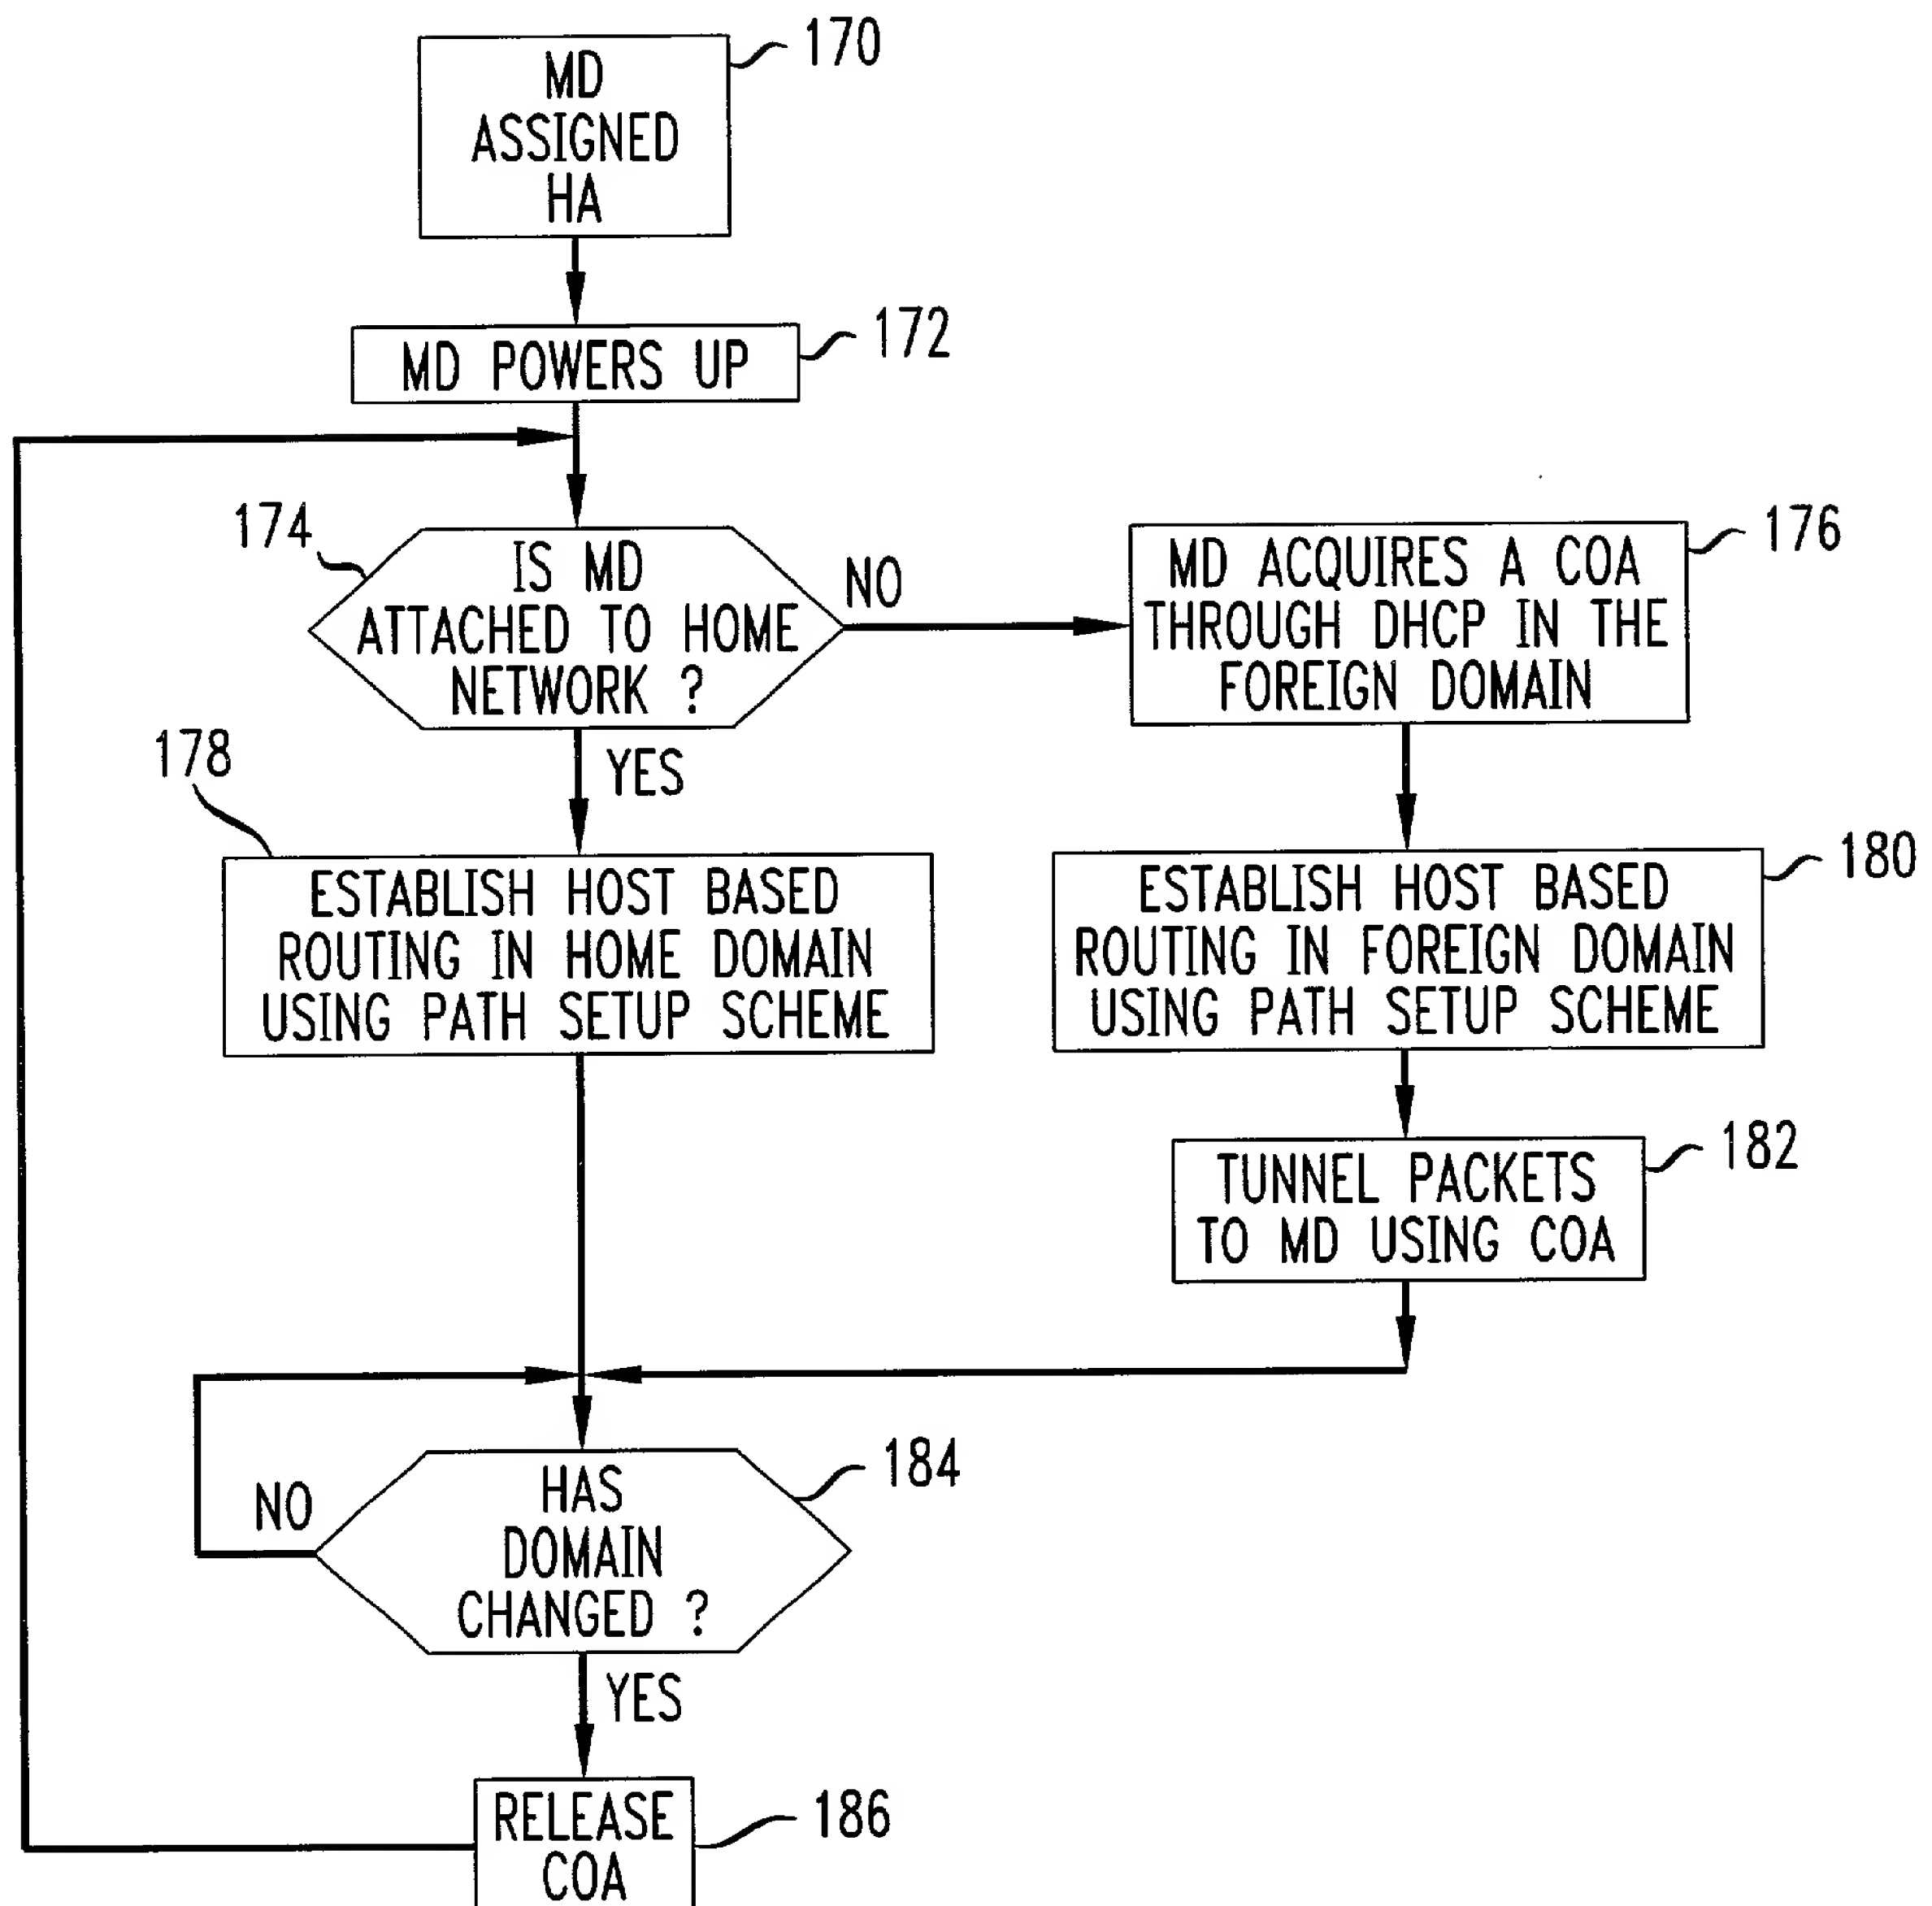 MD
ASSIGNED
HA
170
MD POWERS UP
172
174
IS MD
ATTACHED TO HOME
NETWORK ?
NO
YES
MD ACQUIRES A COA
THROUGH DHCP IN THE
FOREIGN DOMAIN
176
178
ESTABLISH HOST BASED
ROUTING IN HOME DOMAIN
USING PATH SETUP SCHEME
ESTABLISH HOST BASED
ROUTING IN FOREIGN DOMAIN
USING PATH SETUP SCHEME
180
TUNNEL PACKETS
TO MD USING COA
182
HAS
DOMAIN
CHANGED ?
184
NO
YES
RELEASE
COA
186